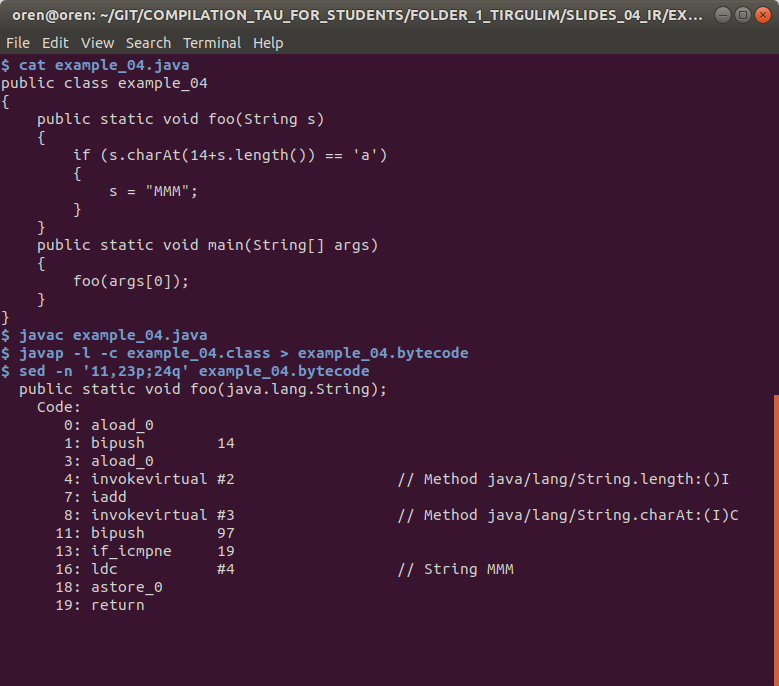 oren@oren: ~/GIT/COMPILATION_TAU_FOR_STUDENTS/FOLDER_1_TIRGULIM/SLIDES_04_IR/EX...
File Edit View Search Terminal Help
$ cat example_04.java
public class example_04
{
    public static void foo(String s)
    {
        if (s.charAt(14+s.length()) == 'a')
        {
            s = "MMM";
        }
    }
    public static void main(String[] args)
    {
        foo(args[0]);
    }
}
$ javac example_04.java
$ javap -l -c example_04.class > example_04.bytecode
$ sed -n '11,23p;24q' example_04.bytecode
  public static void foo(java.lang.String);
    Code:
       0: aload_0
       1: bipush        14
       3: aload_0
       4: invokevirtual #2                  // Method java/lang/String.length:()I
       7: iadd
       8: invokevirtual #3                  // Method java/lang/String.charAt:(I)C
      11: bipush        97
      13: if_icmpne     19
      16: ldc           #4                  // String MMM
      18: astore_0
      19: return